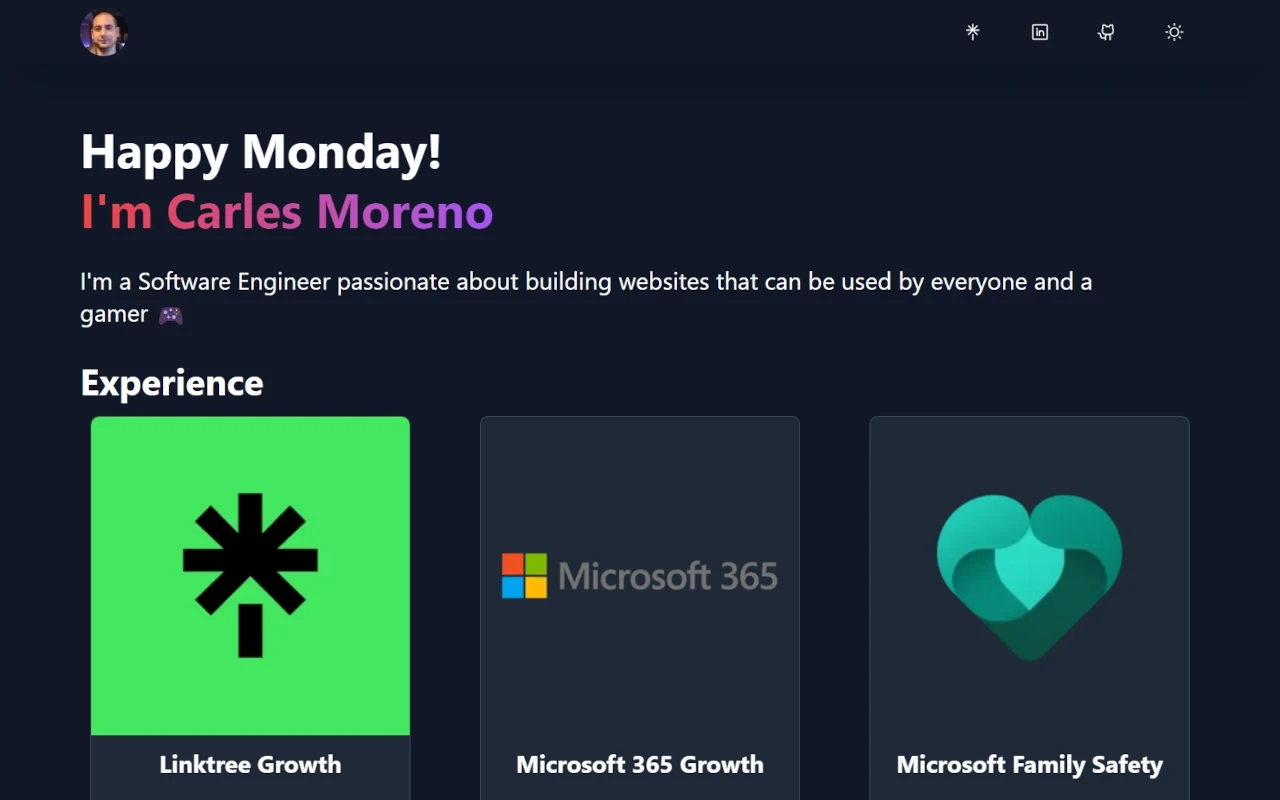 Happy Monday!
I'm Carles Moreno
I'm a Software Engineer passionate about building websites that can be used by everyone and a
gamer 🎮
Experience
Microsoft 365
Linktree Growth
Microsoft 365 Growth
Microsoft Family Safety